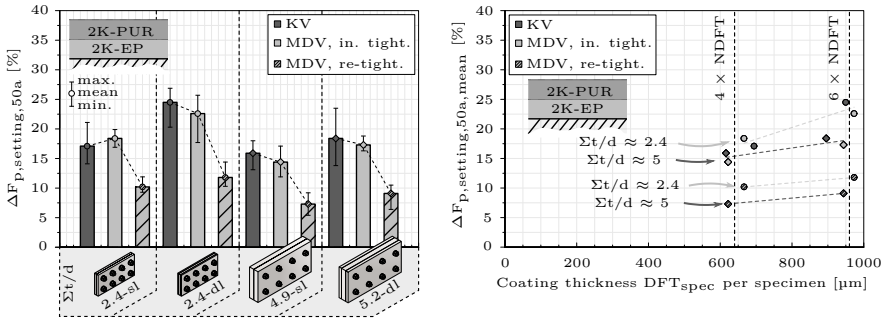 ΔFp,setting,50a [%]
40
35
30
25
20
15
10
5
0
2K-PUR
2K-EP
max.
mean
min.
KV
MDV, in. tight.
MDV, re-tight.
Σt/d
2.4-sl
2.4-dl
4.9-sl
5.2-dl
ΔFp,setting,50a,mean [%]
40
35
30
25
20
15
10
5
0
KV
MDV, in. tight.
MDV, re-tight.
4 × NDFT
6 × NDFT
2K-PUR
2K-EP
Σt/d ≈ 2.4
Σt/d ≈ 5
Σt/d ≈ 2.4
Σt/d ≈ 5
0 200 400 600 800 1000
Coating thickness DFTspec per specimen [µm]